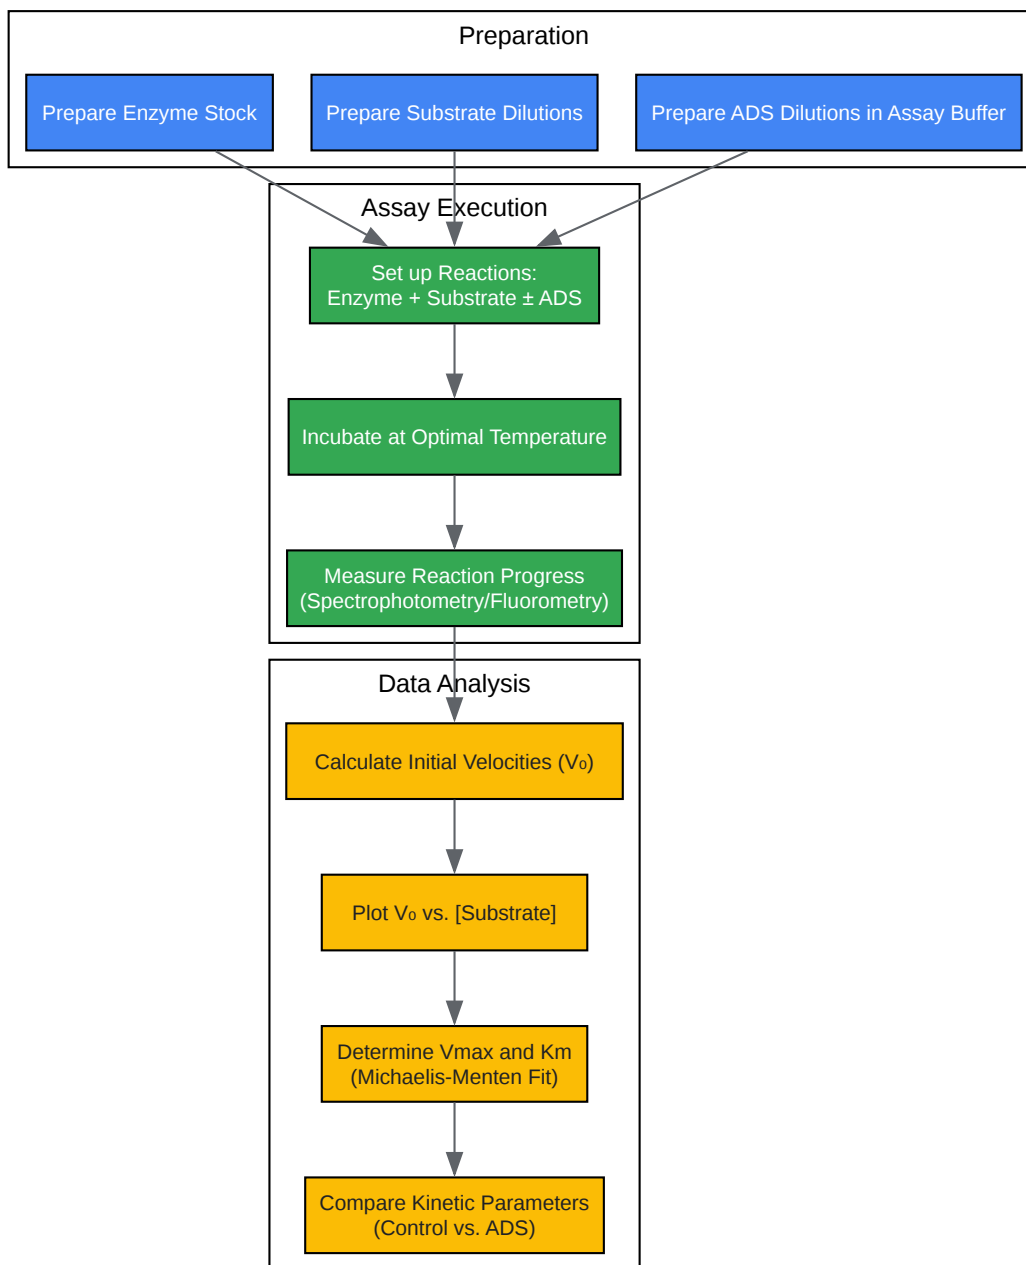 Preparation
Prepare Enzyme Stock
Prepare Substrate Dilutions
Prepare ADS Dilutions in Assay Buffer
Assay Execution
Set up Reactions:
Enzyme + Substrate ± ADS
Incubate at Optimal Temperature
Measure Reaction Progress
(Spectrophotometry/Fluorometry)
Data Analysis
Calculate Initial Velocities (V₀)
Plot V₀ vs. [Substrate]
Determine Vmax and Km
(Michaelis-Menten Fit)
Compare Kinetic Parameters
(Control vs. ADS)